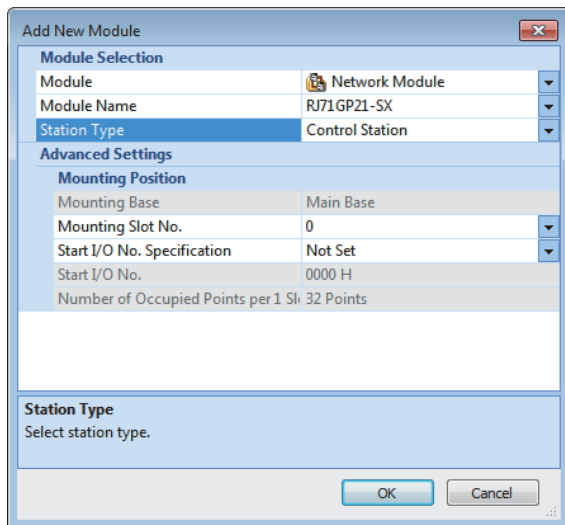 Add New Module
Module Selection
Module Network Module
Module Name RJ71GP21-SX
Station Type Control Station
Advanced Settings
Mounting Position
Mounting Base Main Base
Mounting Slot No. 0
Start I/O No. Specification Not Set
Start I/O No. 0000 H
Number of Occupied Points per 1 Sl 32 Points
Station Type
Select station type.
OK Cancel